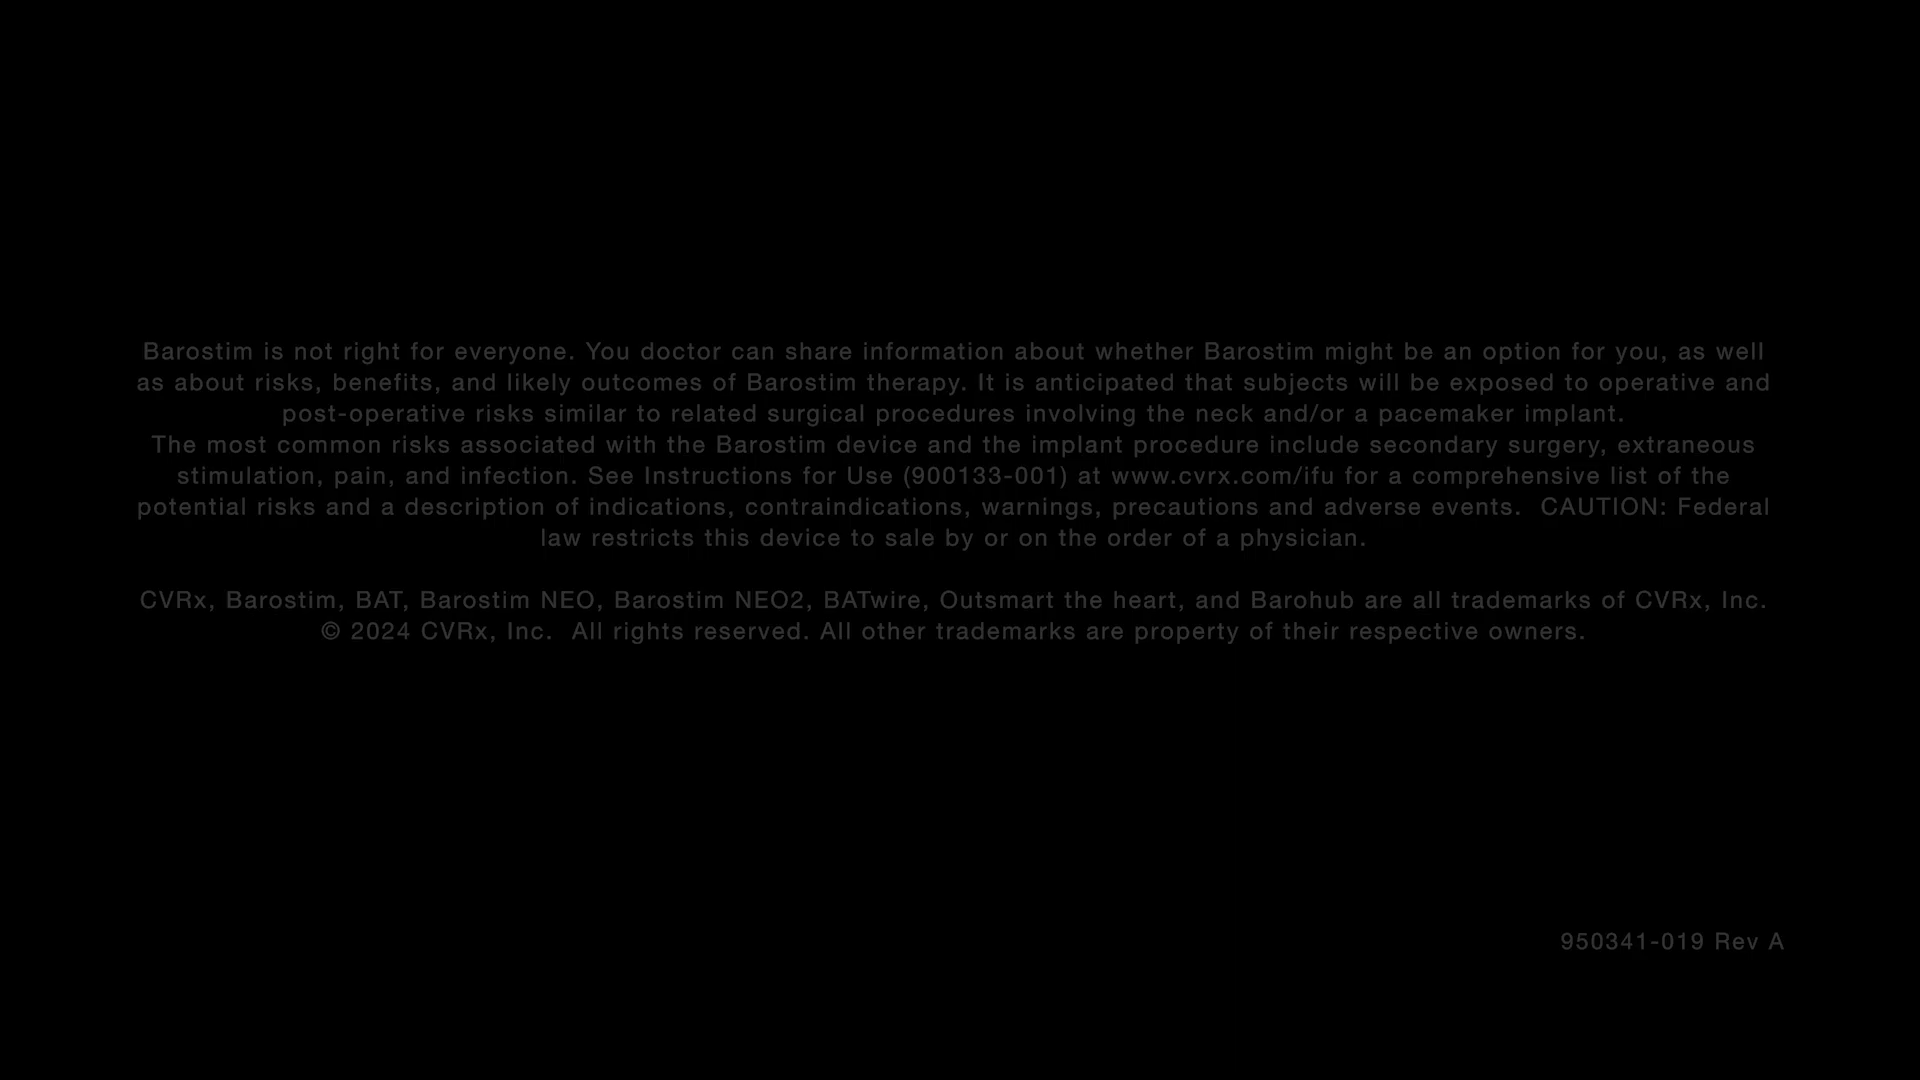 Barostim is not right for everyone. You doctor can share information about whether Barostim might be an option for you, as well
as about risks, benefits, and likely outcomes of Barostim therapy. It is anticipated that subjects will be exposed to operative and
post-operative risks similar to related surgical procedures involving the neck and/or a pacemaker implant.
The most common risks associated with the Barostim device and the implant procedure include secondary surgery, extraneous
stimulation, pain, and infection. See Instructions for Use (900133-001) at www.cvrx.com/ifu for a comprehensive list of the
potential risks and a description of indications, contraindications, warnings, precautions and adverse events.  CAUTION: Federal
law restricts this device to sale by or on the order of a physician.
CVRx, Barostim, BAT, Barostim NEO, Barostim NEO2, BATwire, Outsmart the heart, and Barohub are all trademarks of CVRx, Inc.
© 2024 CVRx, Inc.  All rights reserved. All other trademarks are property of their respective owners.
950341-019 Rev A